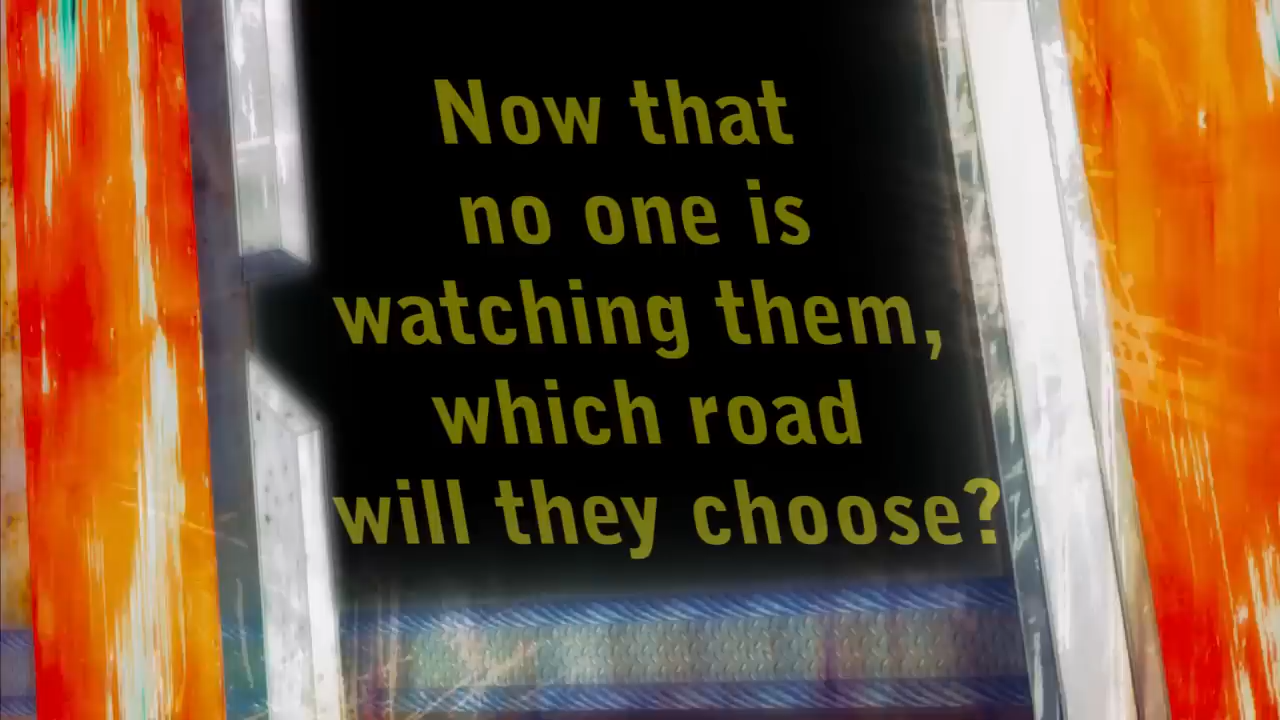 Now that
no one is
watching them,
which road
will they choose?